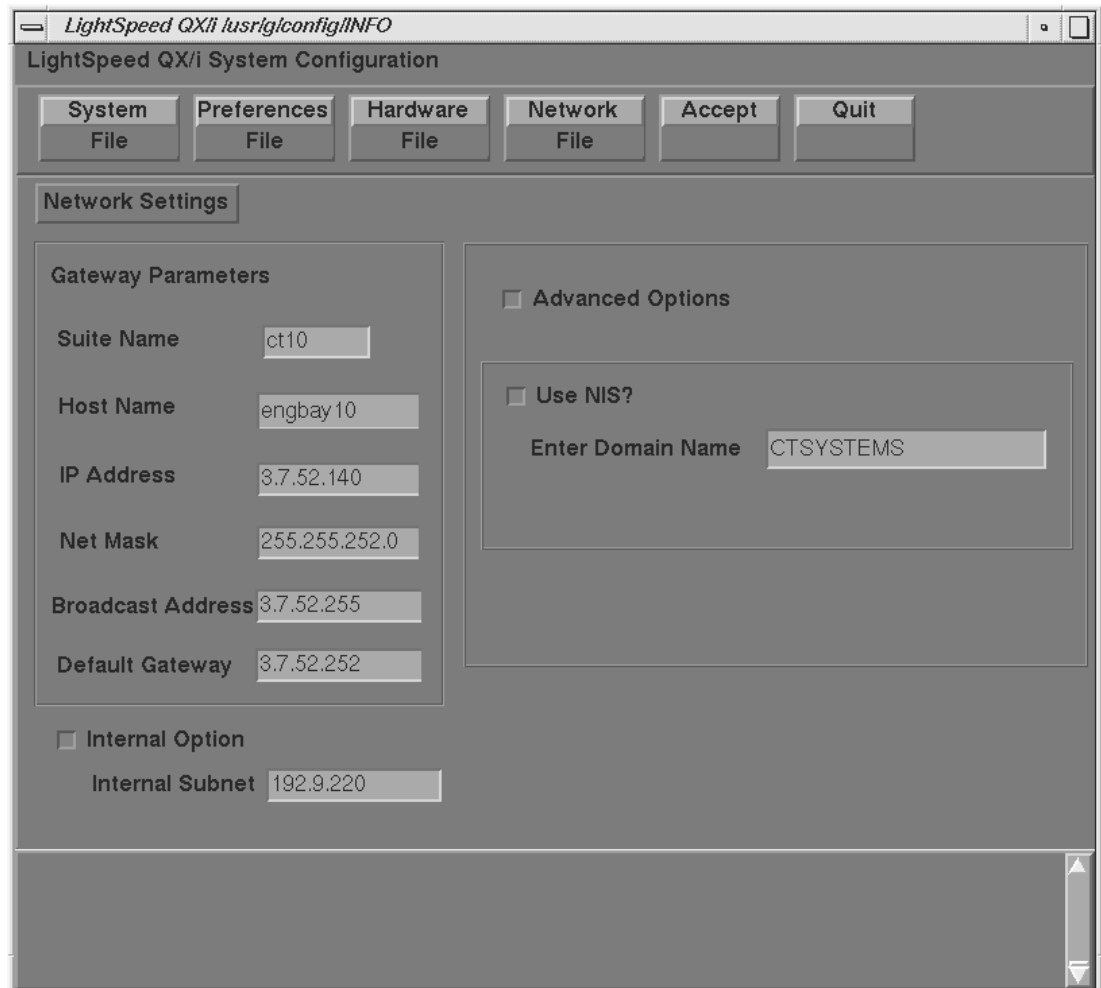 LightSpeed QX/i /usr/g/config/INFO
LightSpeed QX/i System Configuration
System Preferences Hardware Network Accept Quit
File File File File
Network Settings
Gateway Parameters
Advanced Options
Suite Name ct10
Use NIS?
Host Name engbay10
Enter Domain Name CTSYSTEMS
IP Address 3.7.52.140
Net Mask 255.255.252.0
Broadcast Address 3.7.52.255
Default Gateway 3.7.52.252
Internal Option
Internal Subnet 192.9.220